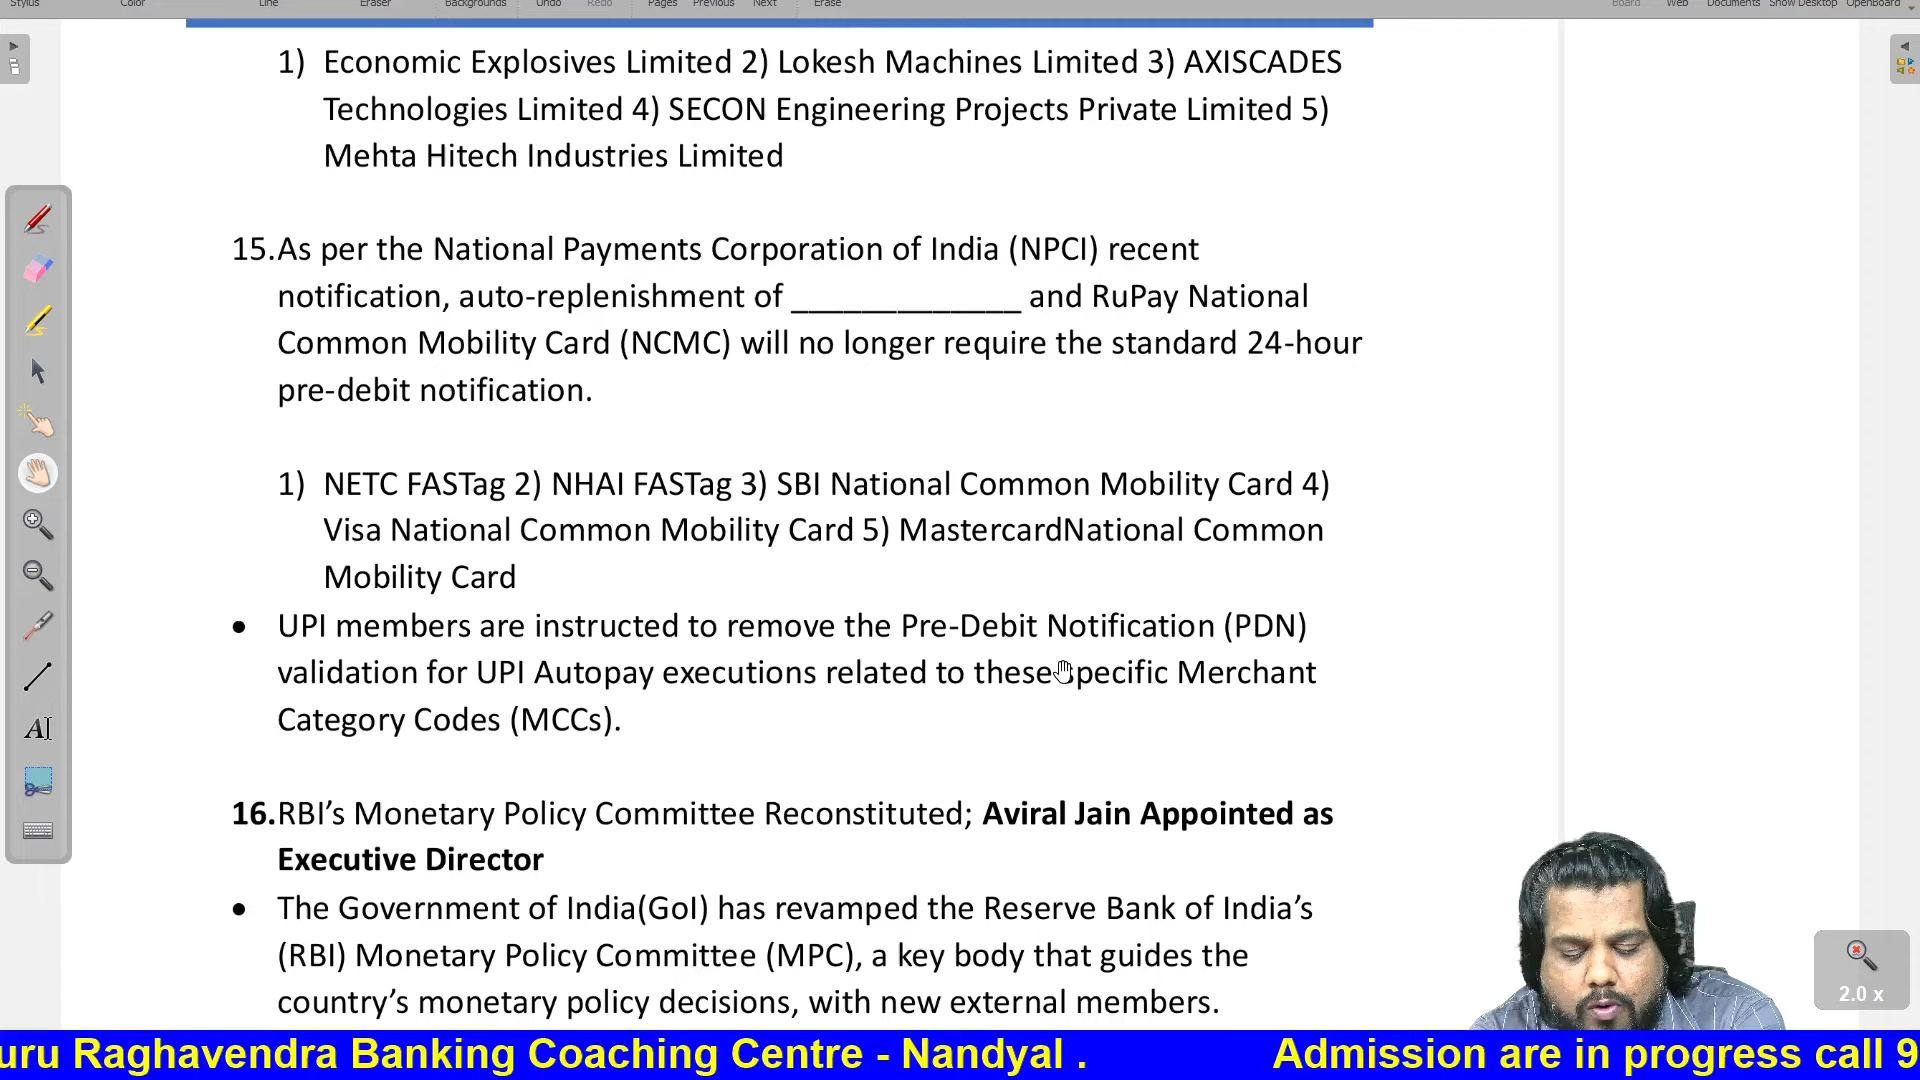 Stylus Color Line Eraser Backgrounds Undo Redo Pages Previous Next Erase Board Web Documents Show Desktop OpenBoard
1) Economic Explosives Limited 2) Lokesh Machines Limited 3) AXISCADES
Technologies Limited 4) SECON Engineering Projects Private Limited 5)
Mehta Hitech Industries Limited
15.As per the National Payments Corporation of India (NPCI) recent
notification, auto-replenishment of _____________ and RuPay National
Common Mobility Card (NCMC) will no longer require the standard 24-hour
pre-debit notification.
1) NETC FASTag 2) NHAI FASTag 3) SBI National Common Mobility Card 4)
Visa National Common Mobility Card 5) MastercardNational Common
Mobility Card
• UPI members are instructed to remove the Pre-Debit Notification (PDN)
validation for UPI Autopay executions related to these specific Merchant
Category Codes (MCCs).
16.RBI’s Monetary Policy Committee Reconstituted; Aviral Jain Appointed as
Executive Director
• The Government of India(GoI) has revamped the Reserve Bank of India’s
(RBI) Monetary Policy Committee (MPC), a key body that guides the
country’s monetary policy decisions, with new external members.
2.0 x
uru Raghavendra Banking Coaching Centre - Nandyal . Admission are in progress call 9